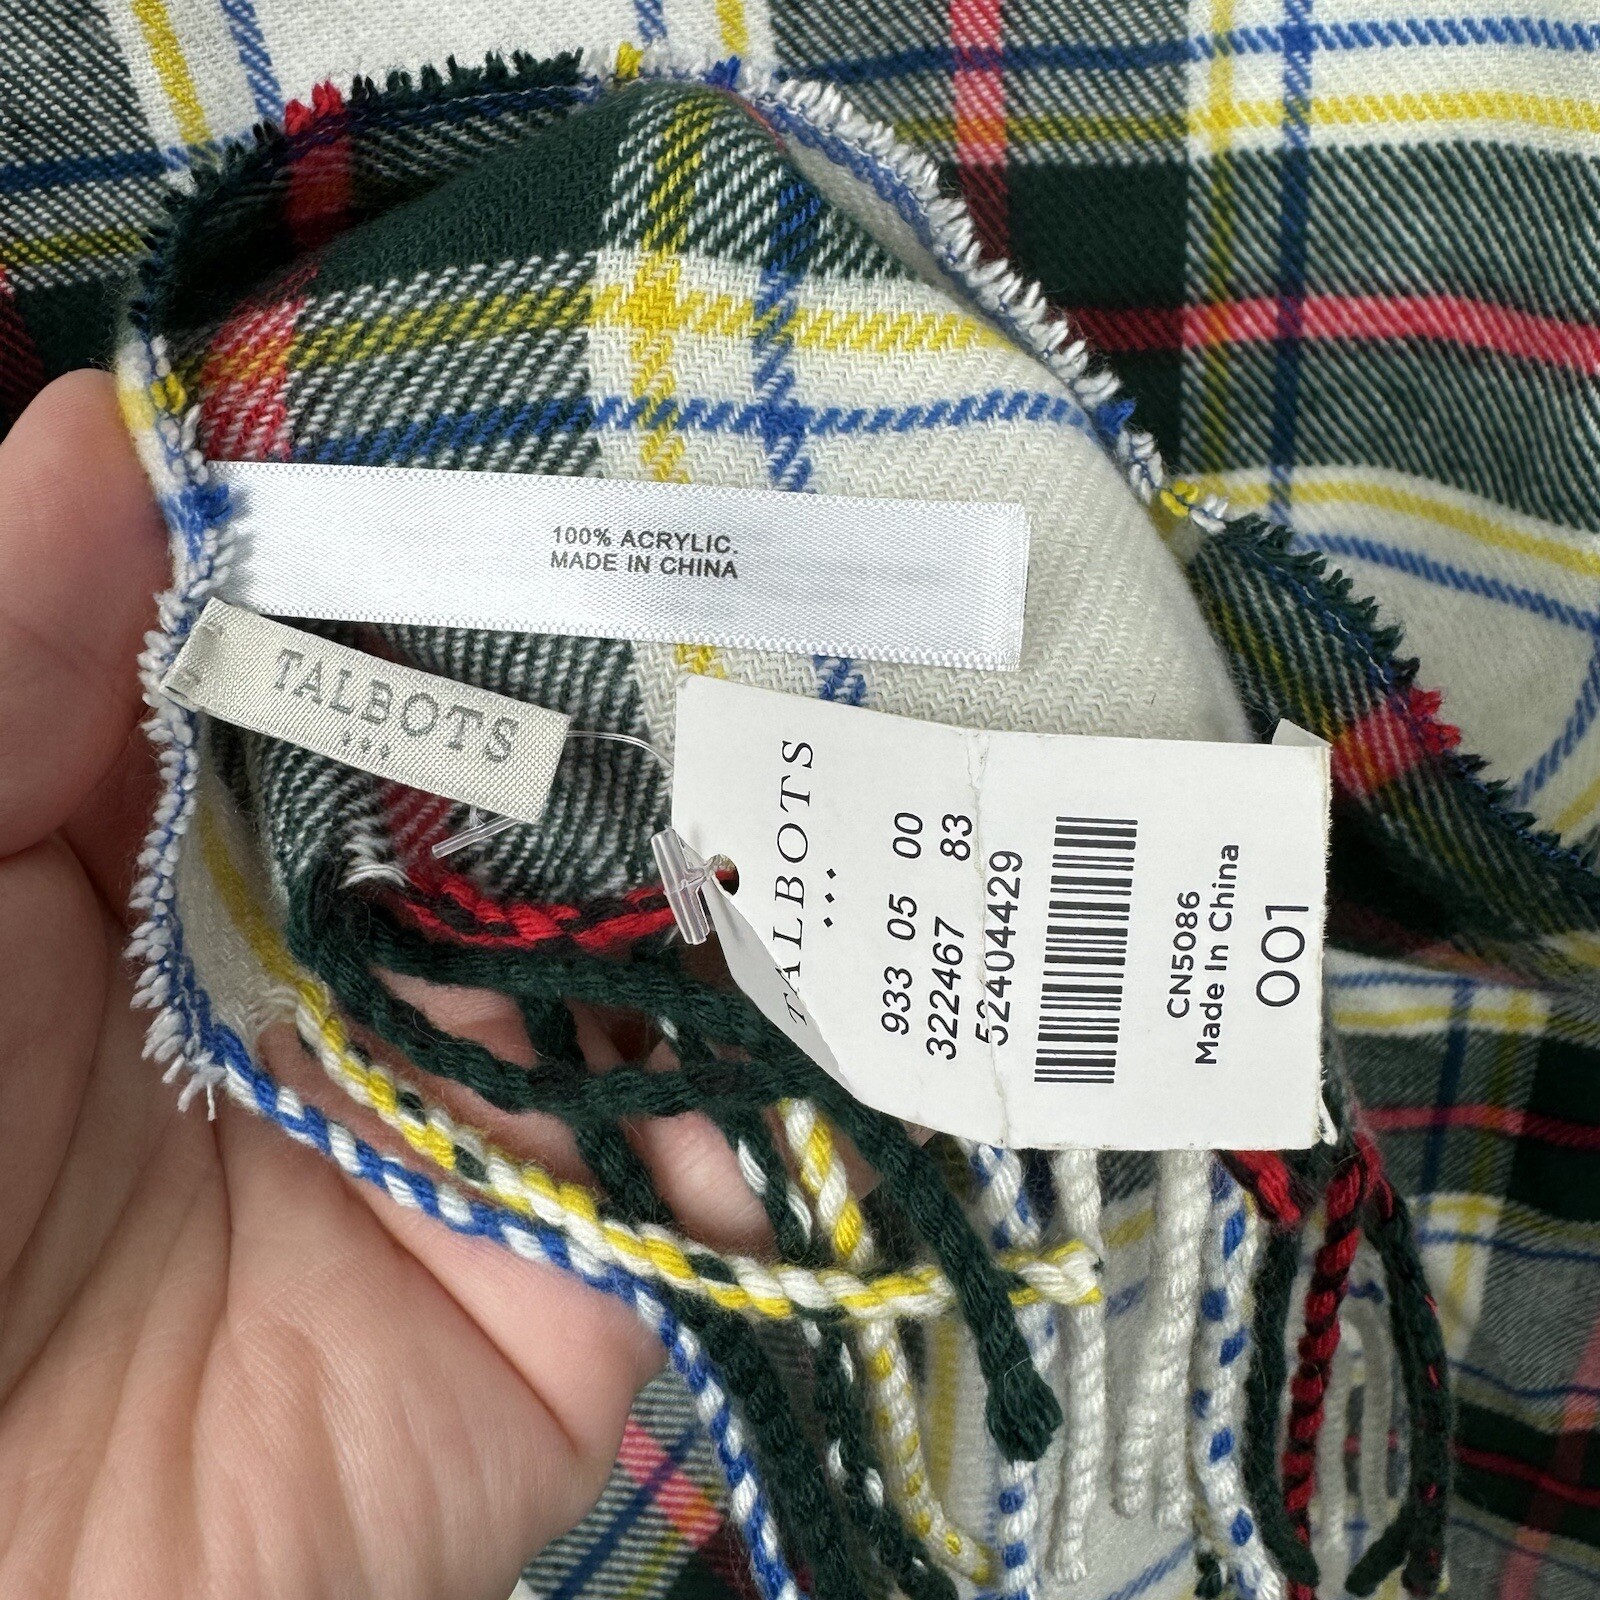 100% ACRYLIC.
MADE IN CHINA
TALBOTS
TALBOTS
933 05 00
322467 83
52404429
CN5086
Made In China
001